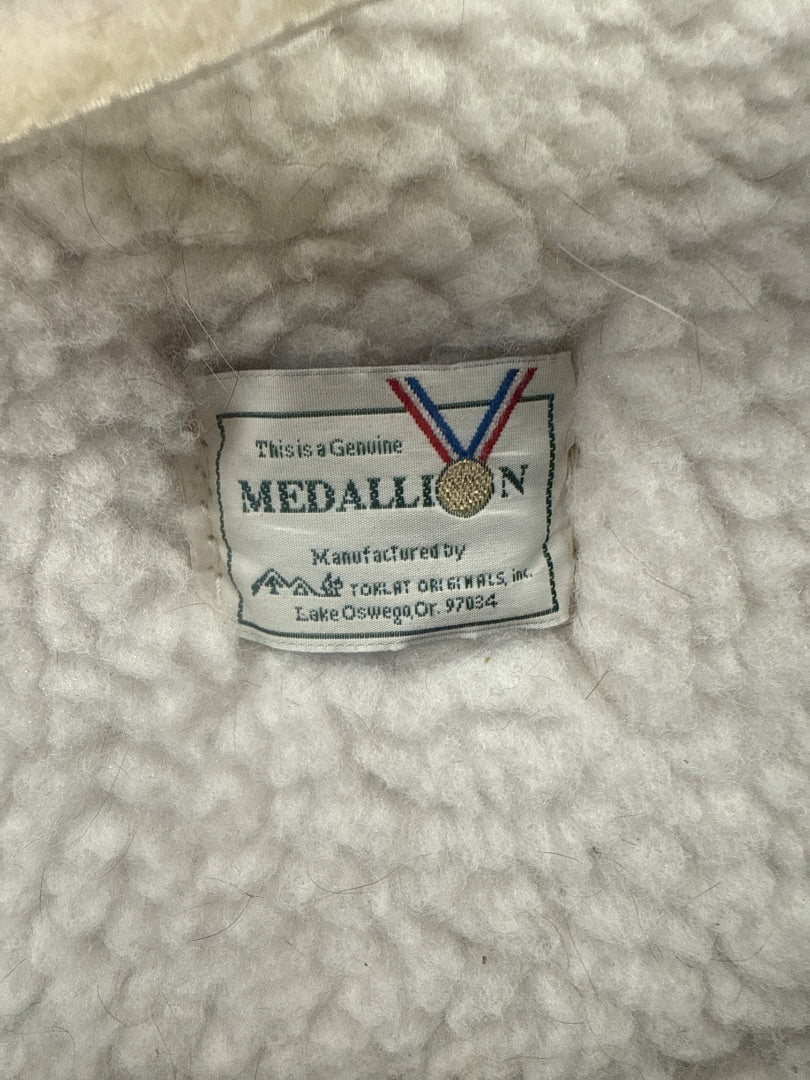 This is a Genuine
MEDALLION
Manufactured by
TOKLAT ORIGINALS, inc.
Lake Oswego, Or. 97034